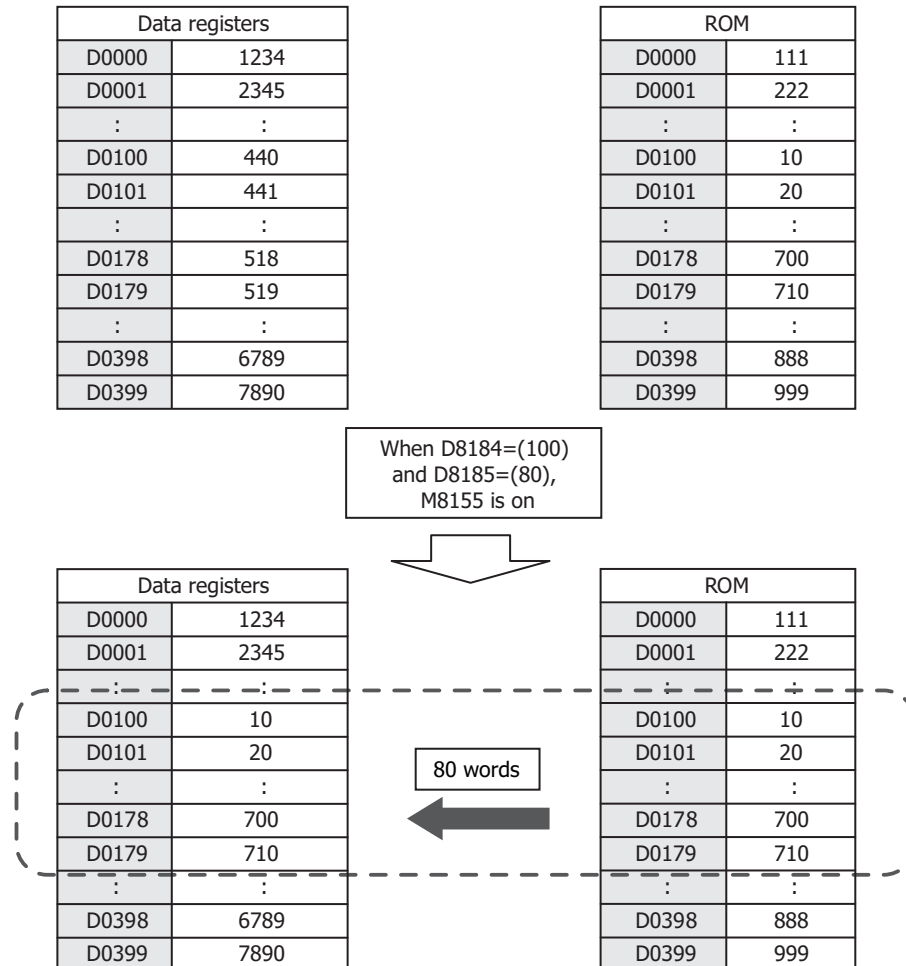 Data registers ROM
D0000 1234 D0000 111
D0001 2345 D0001 222
: : : :
D0100 440 D0100 10
D0101 441 D0101 20
: : : :
D0178 518 D0178 700
D0179 519 D0179 710
: : : :
D0398 6789 D0398 888
D0399 7890 D0399 999
When D8184=(100)
and D8185=(80),
M8155 is on
Data registers ROM
D0000 1234 D0000 111
D0001 2345 D0001 222
: : : :
D0100 10 D0100 10
D0101 20 D0101 20
80 words
: : : :
D0178 700 D0178 700
D0179 710 D0179 710
: : : :
D0398 6789 D0398 888
D0399 7890 D0399 999